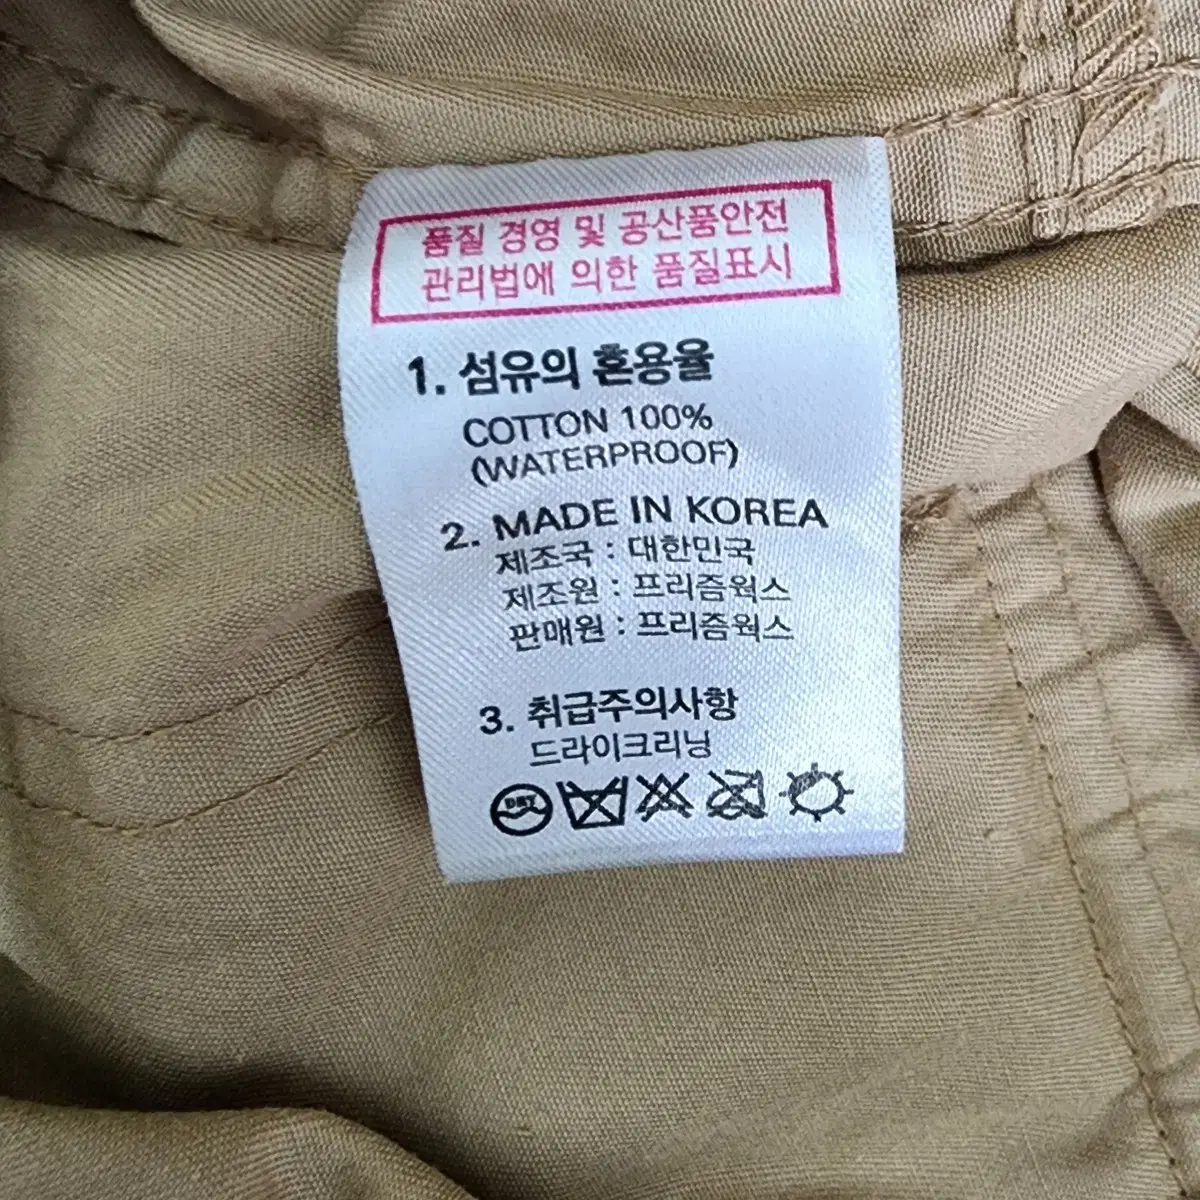 품질 경영 및 공산품안전
관리법에 의한 품질표시
1. 섬유의 혼용율
COTTON 100%
(WATERPROOF)
2. MADE IN KOREA
제조국 : 대한민국
제조원 : 프리즘웍스
판매원 : 프리즘웍스
3. 취급주의사항
드라이크리닝
DRY